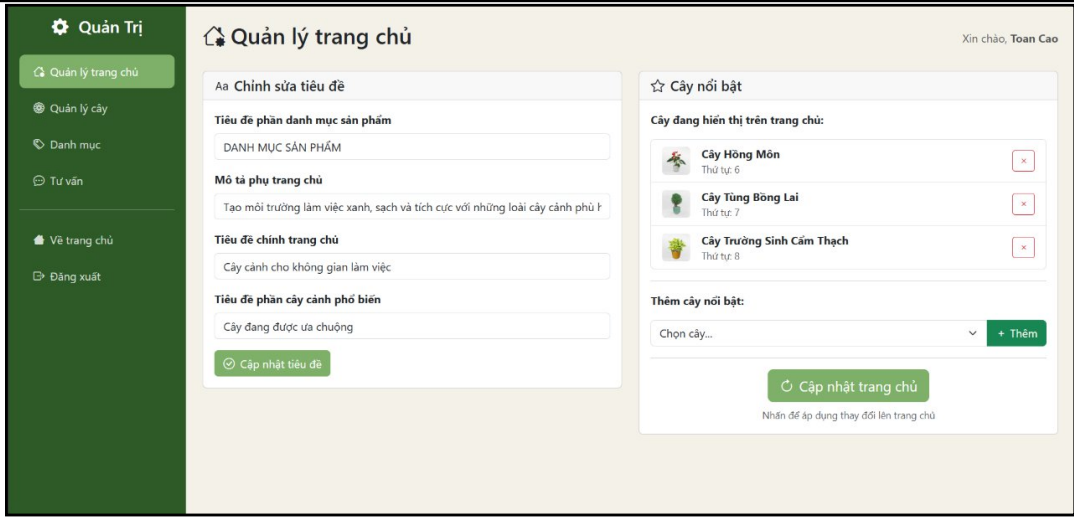 Quản Trị
Quản lý trang chủ
Quản lý cây
Danh mục
Tư vấn
Về trang chủ
Đăng xuất
Quản lý trang chủ
Xin chào, Toan Cao
Aa Chỉnh sửa tiêu đề
Tiêu đề phần danh mục sản phẩm
DANH MỤC SẢN PHẨM
Mô tả phụ trang chủ
Tạo môi trường làm việc xanh, sạch và tích cực với những loài cây cảnh phù h
Tiêu đề chính trang chủ
Cây cảnh cho không gian làm việc
Tiêu đề phần cây cảnh phổ biến
Cây đang được ưa chuộng
Cập nhật tiêu đề
Cây nổi bật
Cây đang hiển thị trên trang chủ:
Cây Hồng Môn
Thứ tự: 6
Cây Tùng Bồng Lai
Thứ tự: 7
Cây Trường Sinh Cẩm Thạch
Thứ tự: 8
Thêm cây nổi bật:
Chọn cây...
+ Thêm
Cập nhật trang chủ
Nhấn để áp dụng thay đổi lên trang chủ